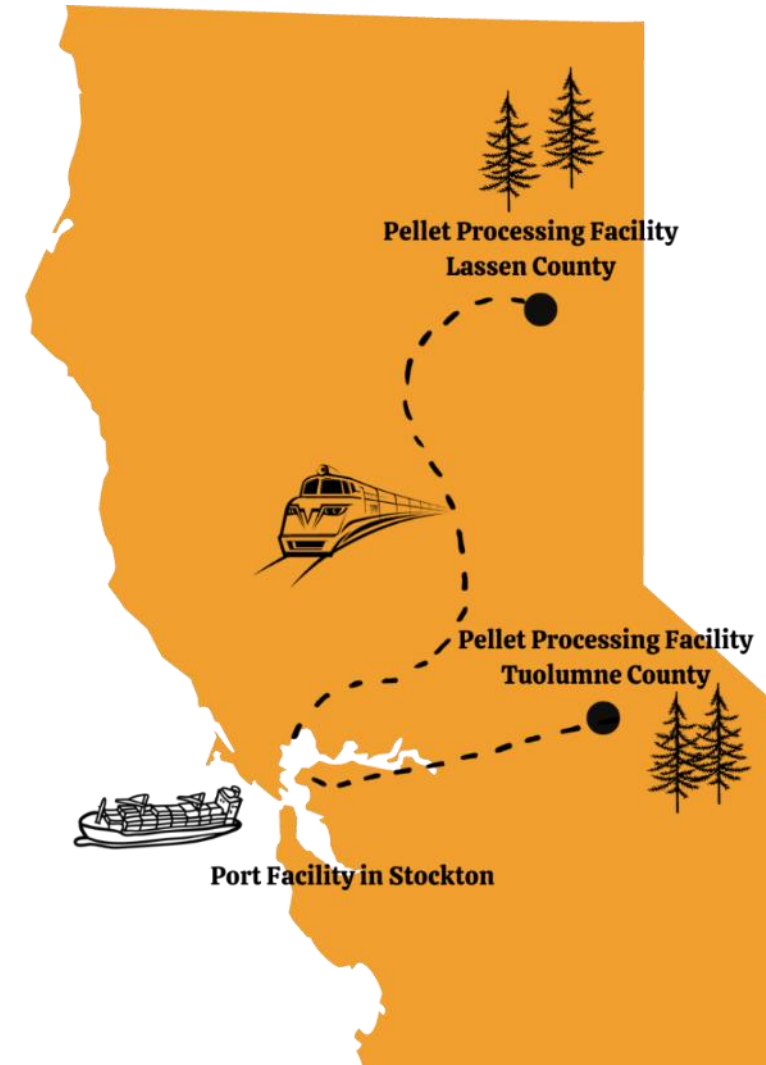 Pellet Processing Facility
Lassen County
Pellet Processing Facility
Tuolumne County
Port Facility in Stockton